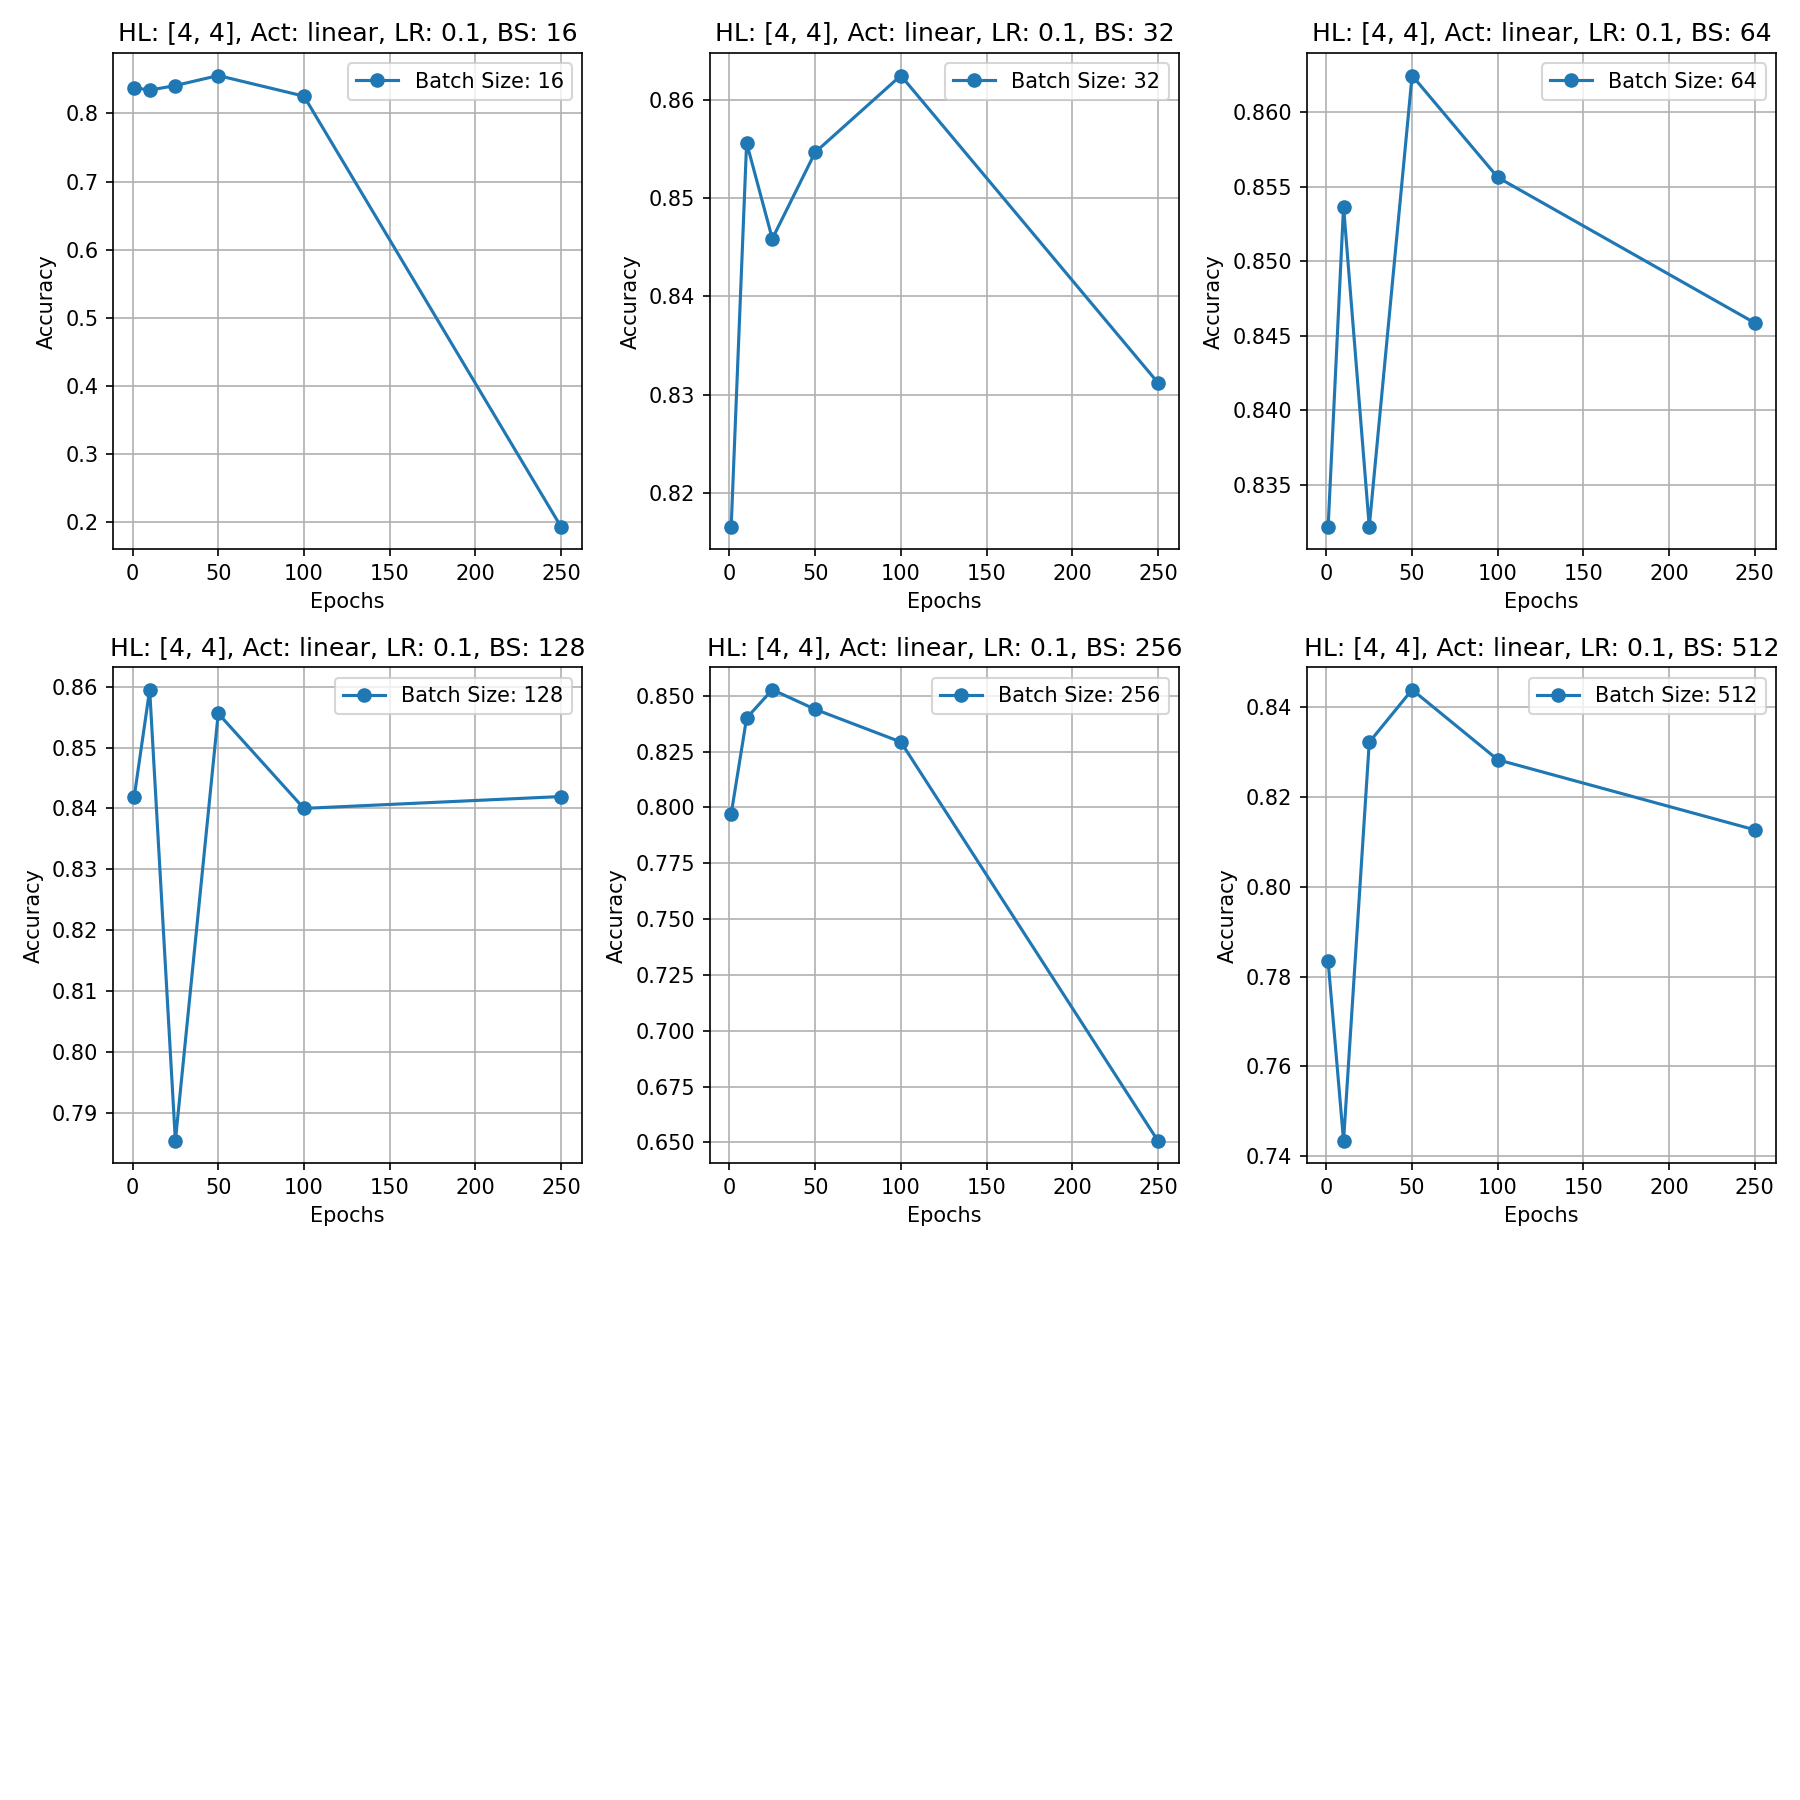 HL: [4, 4], Act: linear, LR: 0.1, BS: 16
Batch Size: 16
Accuracy
0.8
0.7
0.6
0.5
0.4
0.3
0.2
0 50 100 150 200 250
Epochs
HL: [4, 4], Act: linear, LR: 0.1, BS: 32
Batch Size: 32
Accuracy
0.86
0.85
0.84
0.83
0.82
0 50 100 150 200 250
Epochs
HL: [4, 4], Act: linear, LR: 0.1, BS: 64
Batch Size: 64
Accuracy
0.860
0.855
0.850
0.845
0.840
0.835
0 50 100 150 200 250
Epochs
HL: [4, 4], Act: linear, LR: 0.1, BS: 128
Batch Size: 128
Accuracy
0.86
0.85
0.84
0.83
0.82
0.81
0.80
0.79
0 50 100 150 200 250
Epochs
HL: [4, 4], Act: linear, LR: 0.1, BS: 256
Batch Size: 256
Accuracy
0.850
0.825
0.800
0.775
0.750
0.725
0.700
0.675
0.650
0 50 100 150 200 250
Epochs
HL: [4, 4], Act: linear, LR: 0.1, BS: 512
Batch Size: 512
Accuracy
0.84
0.82
0.80
0.78
0.76
0.74
0 50 100 150 200 250
Epochs